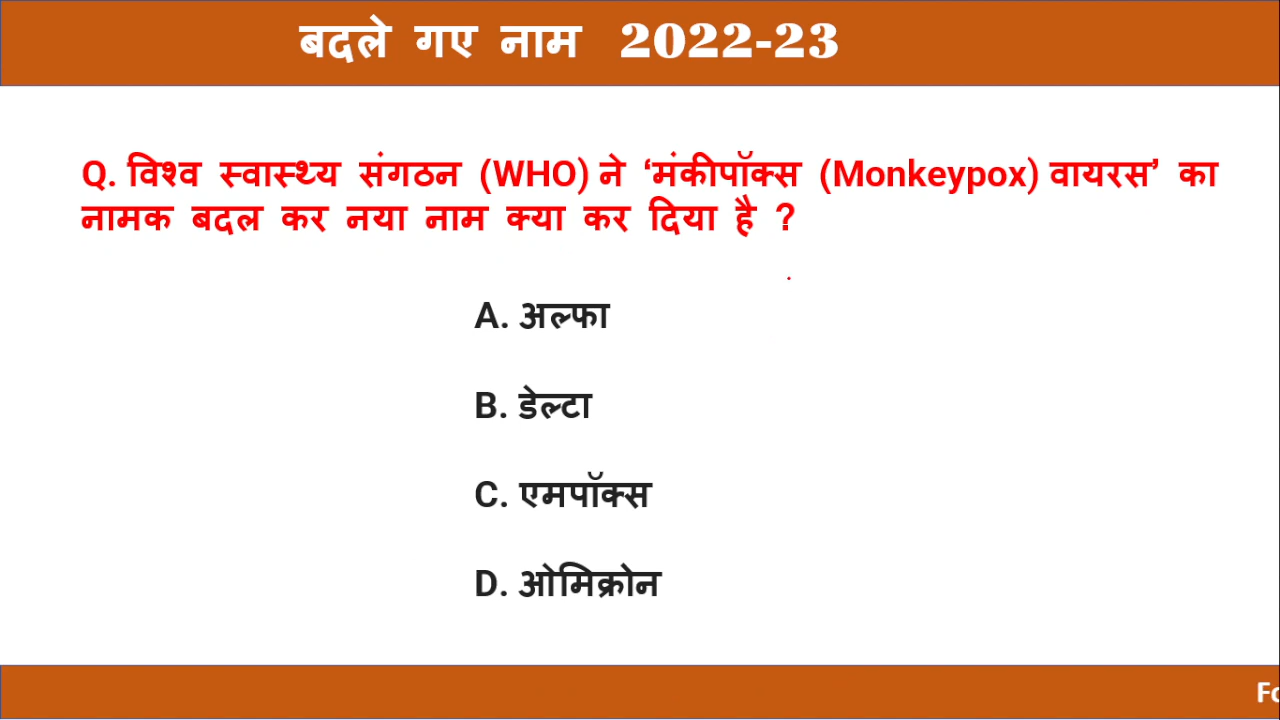 बदले गए नाम 2022-23
Q. विश्व स्वास्थ्य संगठन (WHO) ने ‘मंकीपॉक्स (Monkeypox) वायरस’ का
नामक बदल कर नया नाम क्या कर दिया है ?
A. अल्फा
B. डेल्टा
C. एमपॉक्स
D. ओमिक्रोन